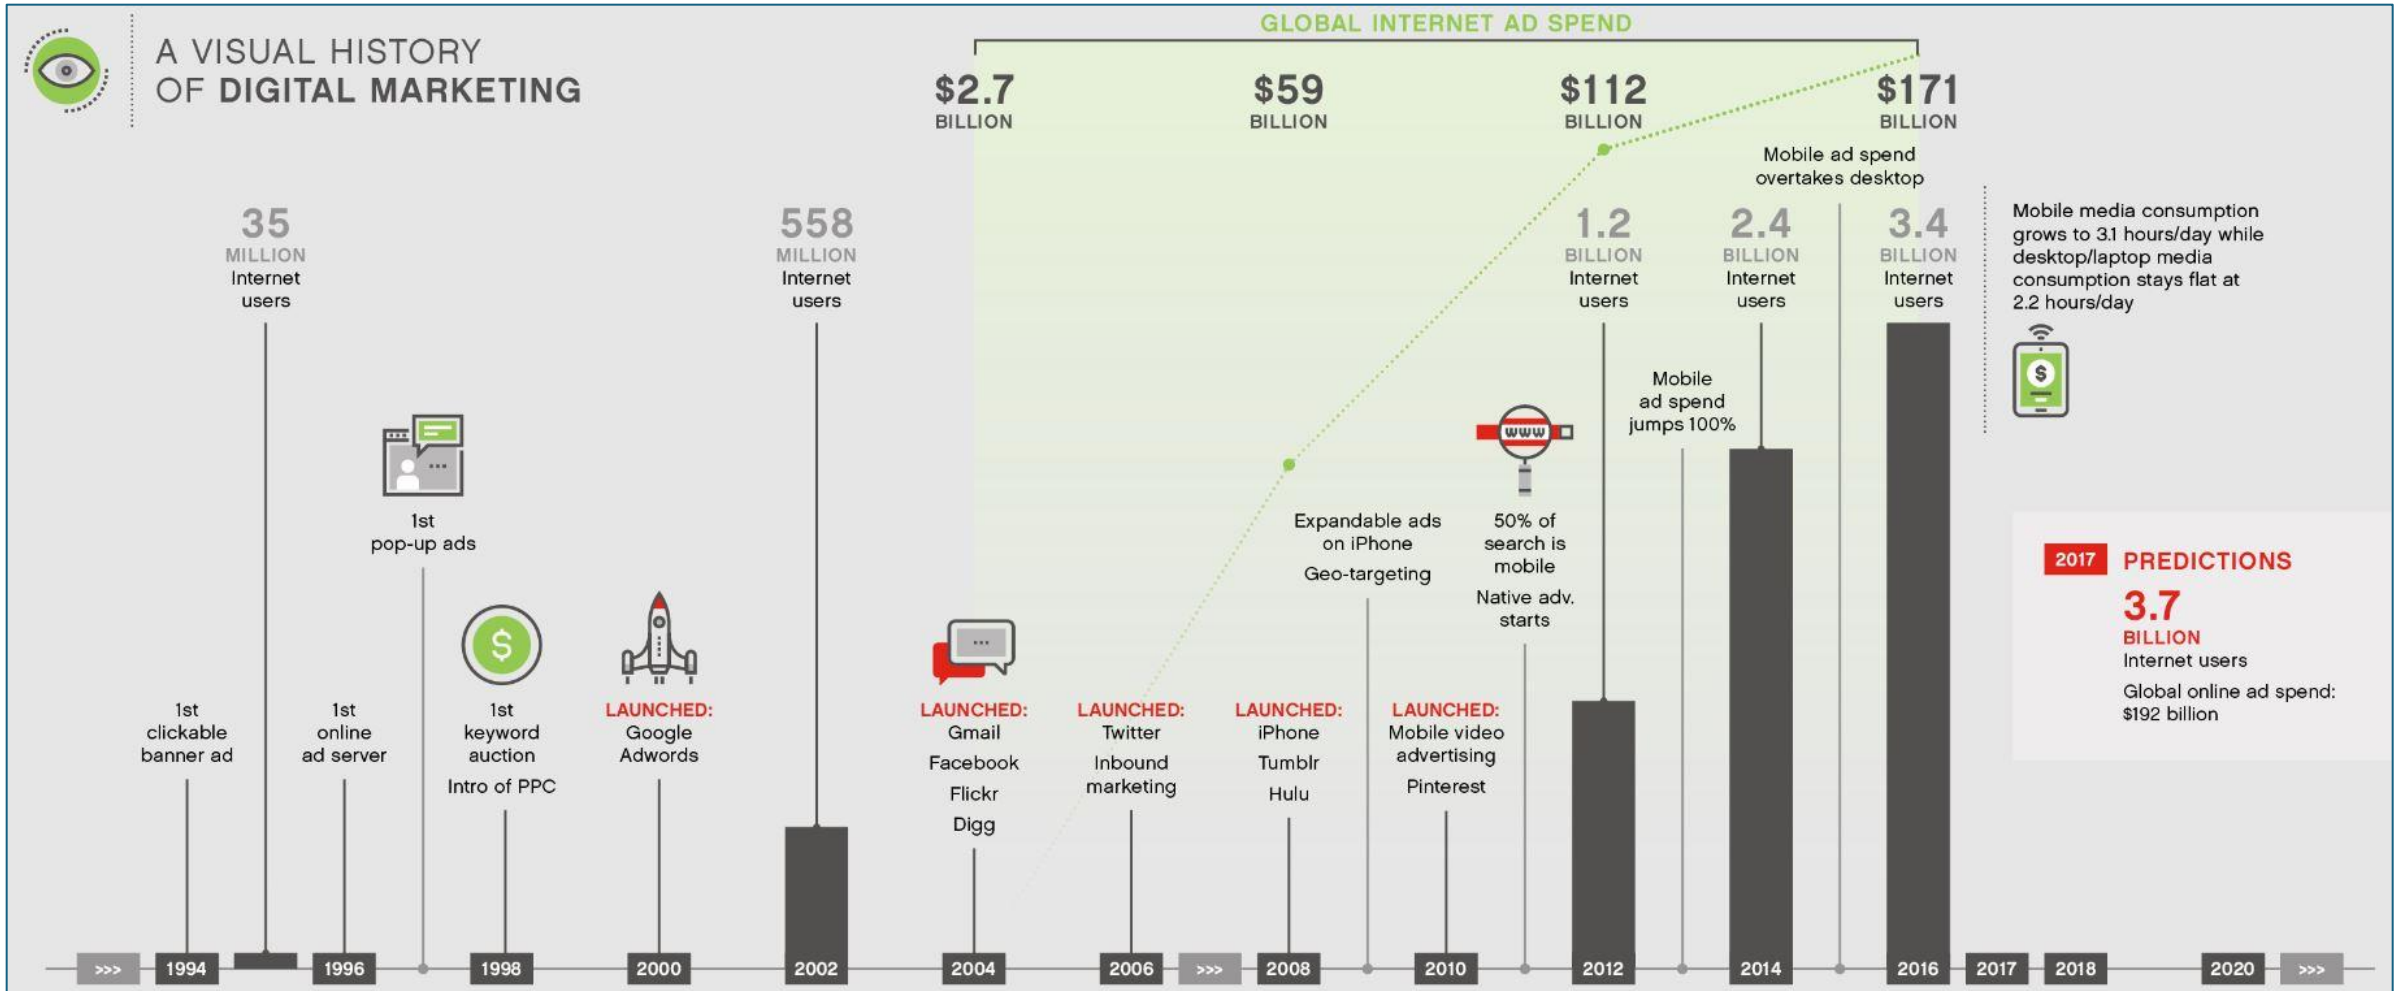 A VISUAL HISTORY
OF DIGITAL MARKETING
GLOBAL INTERNET AD SPEND
$2.7
BILLION
$59
BILLION
$112
BILLION
$171
BILLION
35
MILLION
Internet
users
558
MILLION
Internet
users
1.2
BILLION
Internet
users
2.4
BILLION
Internet
users
3.4
BILLION
Internet
users
Mobile ad spend
overtakes desktop
Mobile media consumption
grows to 3.1 hours/day while
desktop/laptop media
consumption stays flat at
2.2 hours/day
$
Mobile
ad spend
jumps 100%
www
1st
pop-up ads
Expandable ads
on iPhone
Geo-targeting
50% of
search is
mobile
Native adv.
starts
2017 PREDICTIONS
3.7
BILLION
Internet users
Global online ad spend:
$192 billion
$
1st
clickable
banner ad
1st
online
ad server
1st
keyword
auction
Intro of PPC
LAUNCHED:
Google
Adwords
LAUNCHED:
Gmail
Facebook
Flickr
Digg
LAUNCHED:
Twitter
Inbound
marketing
LAUNCHED:
iPhone
Tumblr
Hulu
LAUNCHED:
Mobile video
advertising
Pinterest
>>> 1994 1996 1998 2000 2002 2004 2006 >>> 2008 2010 2012 2014 2016 2017 2018 2020 >>>